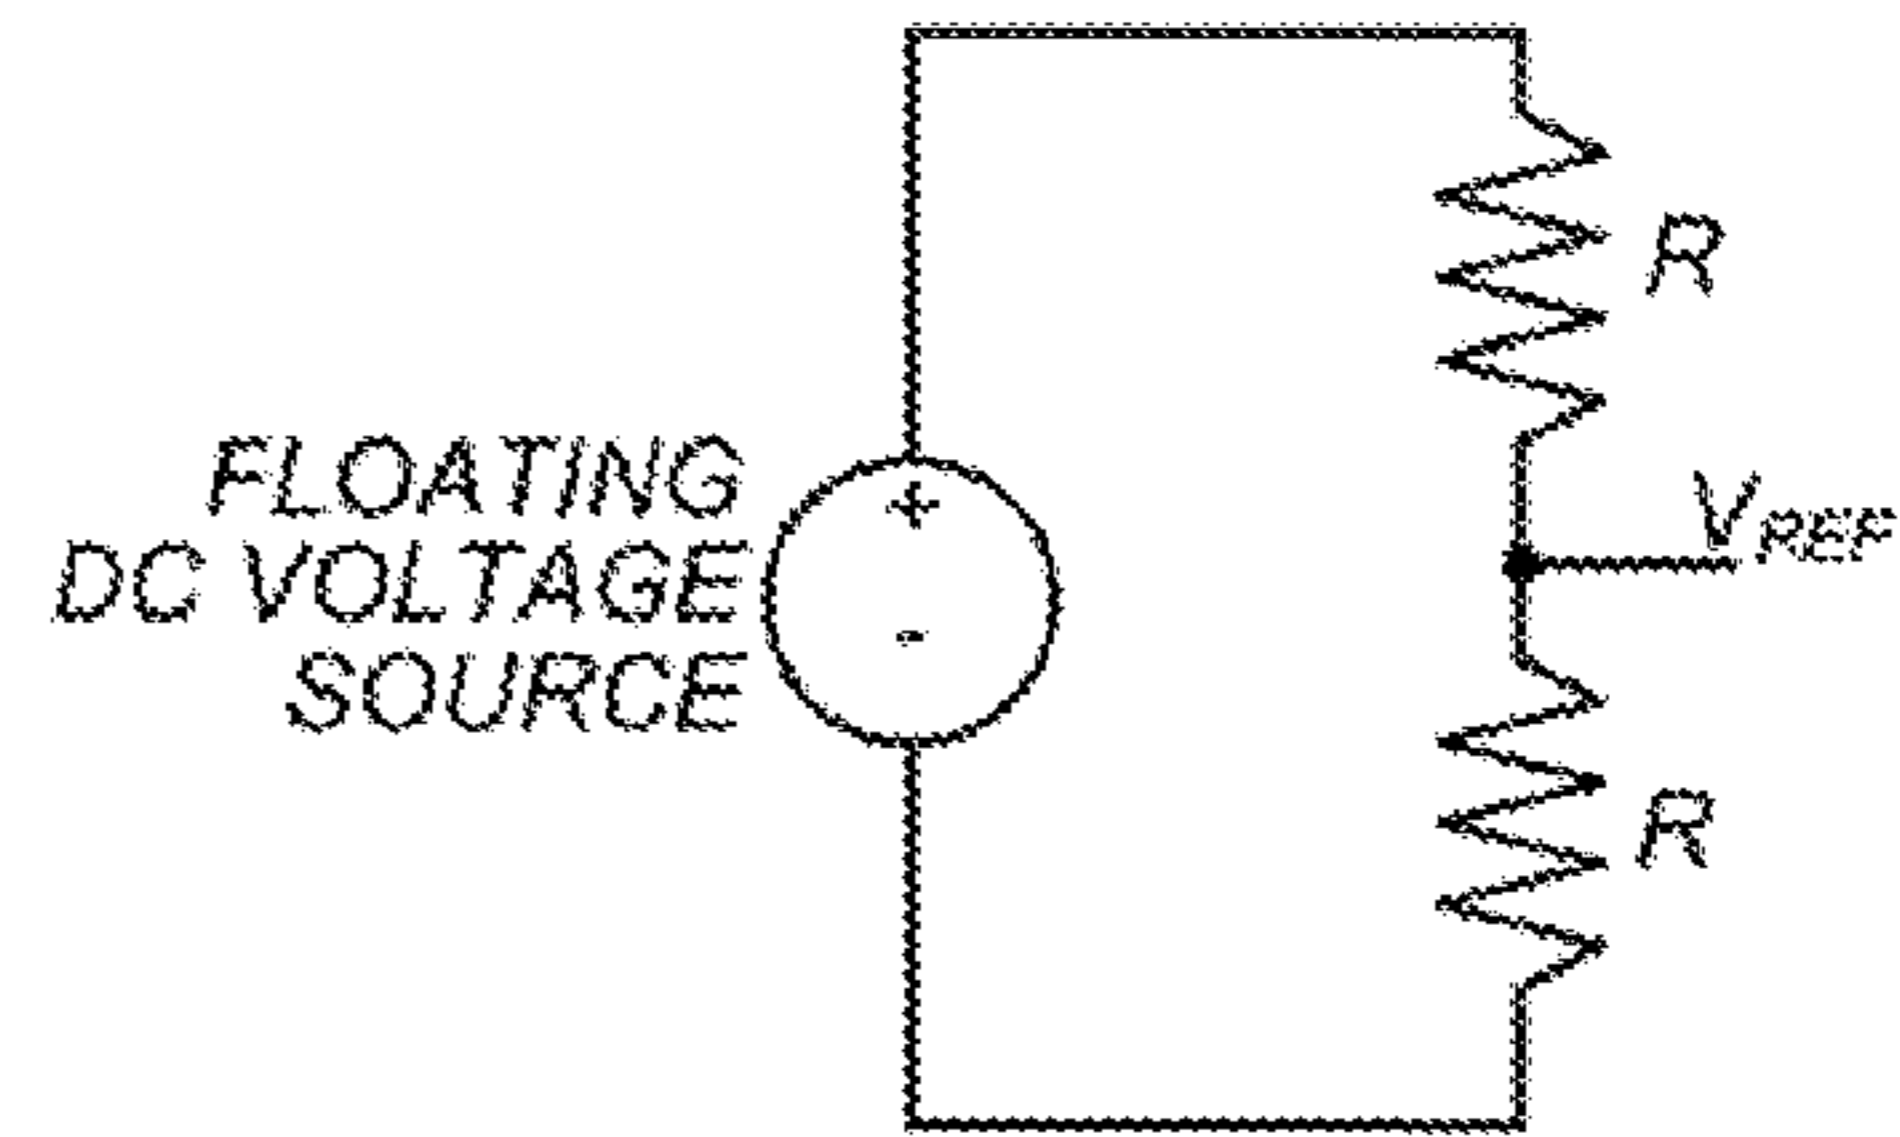 R
FLOATING
DC VOLTAGE
SOURCE
+
-
VREF
R